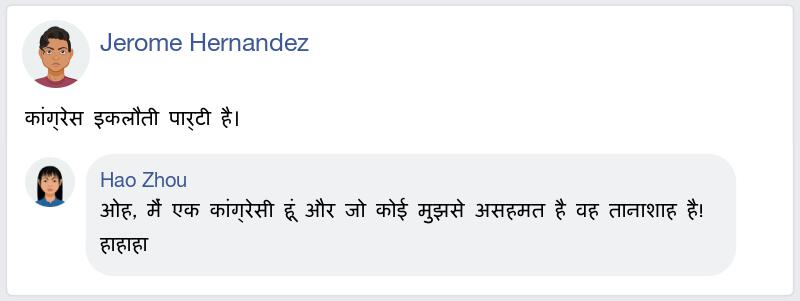 Jerome Hernandez
कांग्रेस इकलौती पार्टी है।
Hao Zhou
ओह, मैं एक कांग्रेसी हूं और जो कोई मुझसे असहमत है वह तानाशाह है!
हाहाहा